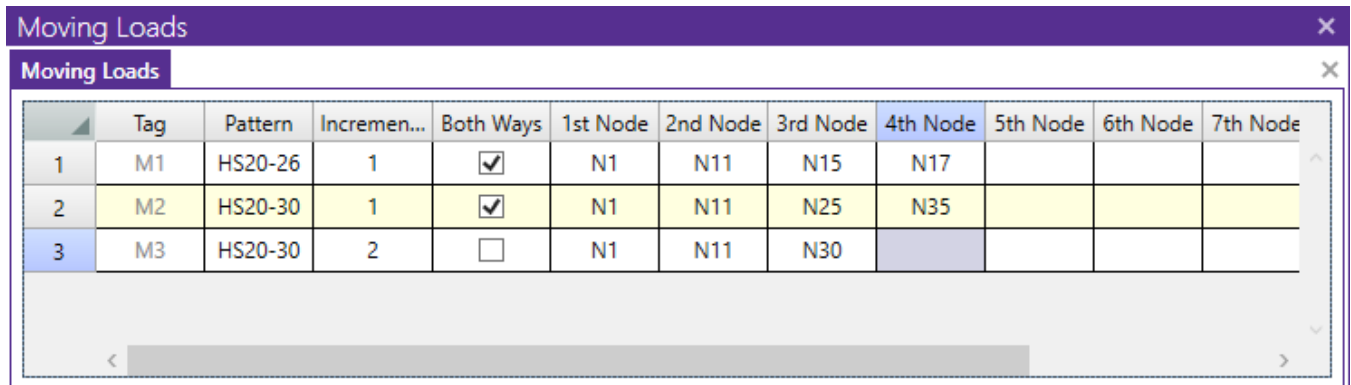 Moving Loads
Moving Loads
Tag Pattern Incremen... Both Ways 1st Node 2nd Node 3rd Node 4th Node 5th Node 6th Node 7th Node
1 M1 HS20-26 1 N1 N11 N15 N17
2 M2 HS20-30 1 N1 N11 N25 N35
3 M3 HS20-30 2 N1 N11 N30